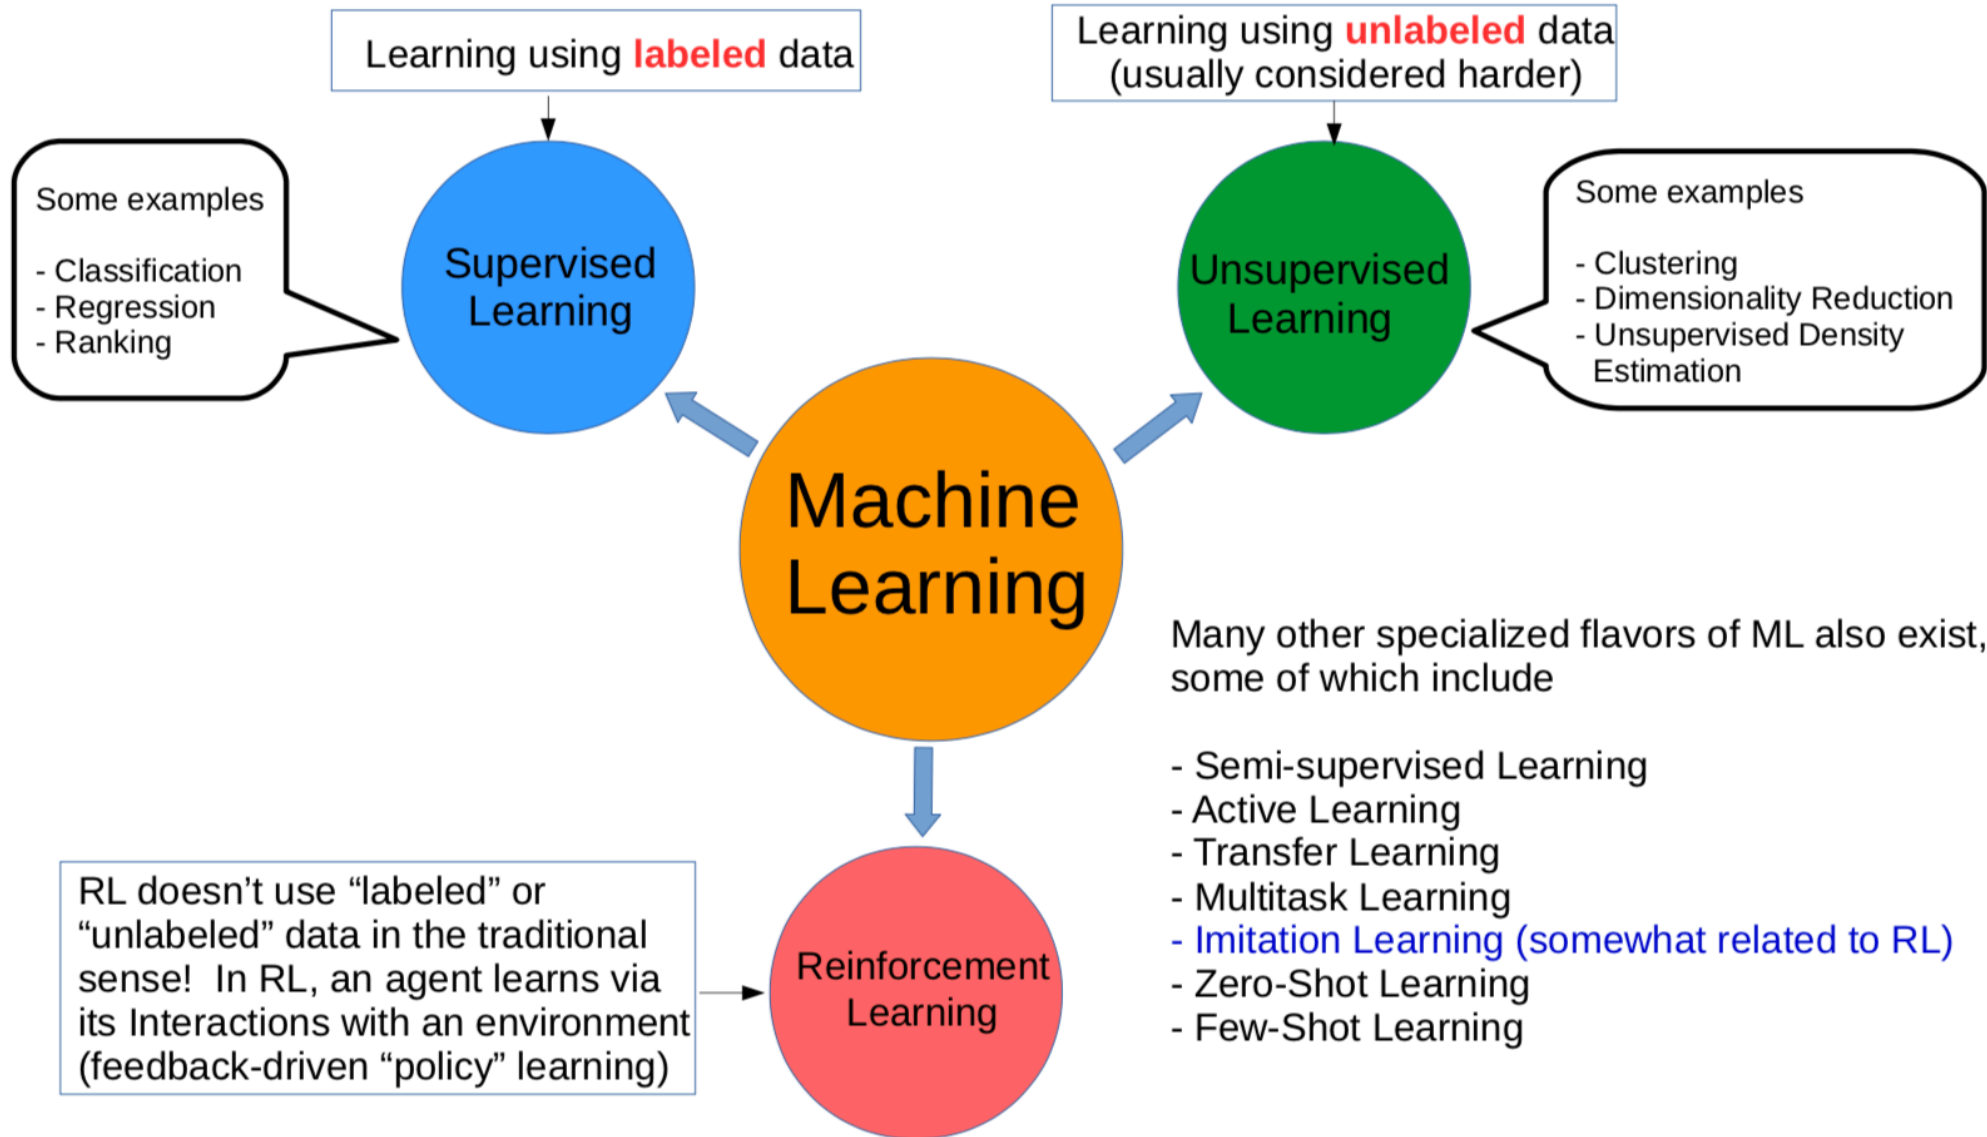 Learning using labeled data
Learning using unlabeled data
(usually considered harder)
Some examples
- Classification
- Regression
- Ranking
Supervised
Learning
Unsupervised
Learning
Some examples
- Clustering
- Dimensionality Reduction
- Unsupervised Density
Estimation
Machine
Learning
Many other specialized flavors of ML also exist,
some of which include
- Semi-supervised Learning
- Active Learning
- Transfer Learning
- Multitask Learning
- Imitation Learning (somewhat related to RL)
- Zero-Shot Learning
- Few-Shot Learning
RL doesn’t use “labeled” or
“unlabeled” data in the traditional
sense!  In RL, an agent learns via
its Interactions with an environment
(feedback-driven “policy” learning)
Reinforcement
Learning